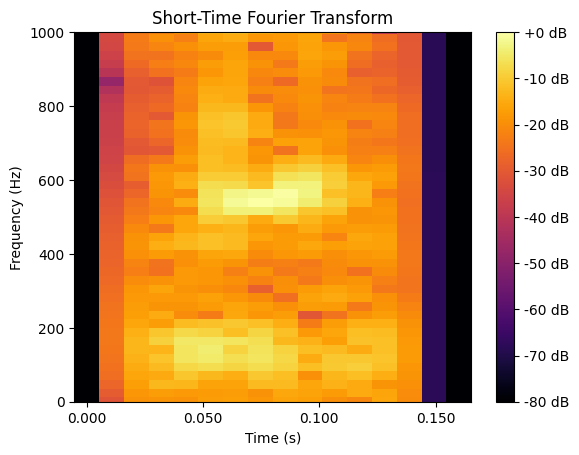 Short-Time Fourier Transform
1000
800
600
400
200
0
Frequency (Hz)
0.000
0.050
0.100
0.150
Time (s)
+0 dB
-10 dB
-20 dB
-30 dB
-40 dB
-50 dB
-60 dB
-70 dB
-80 dB